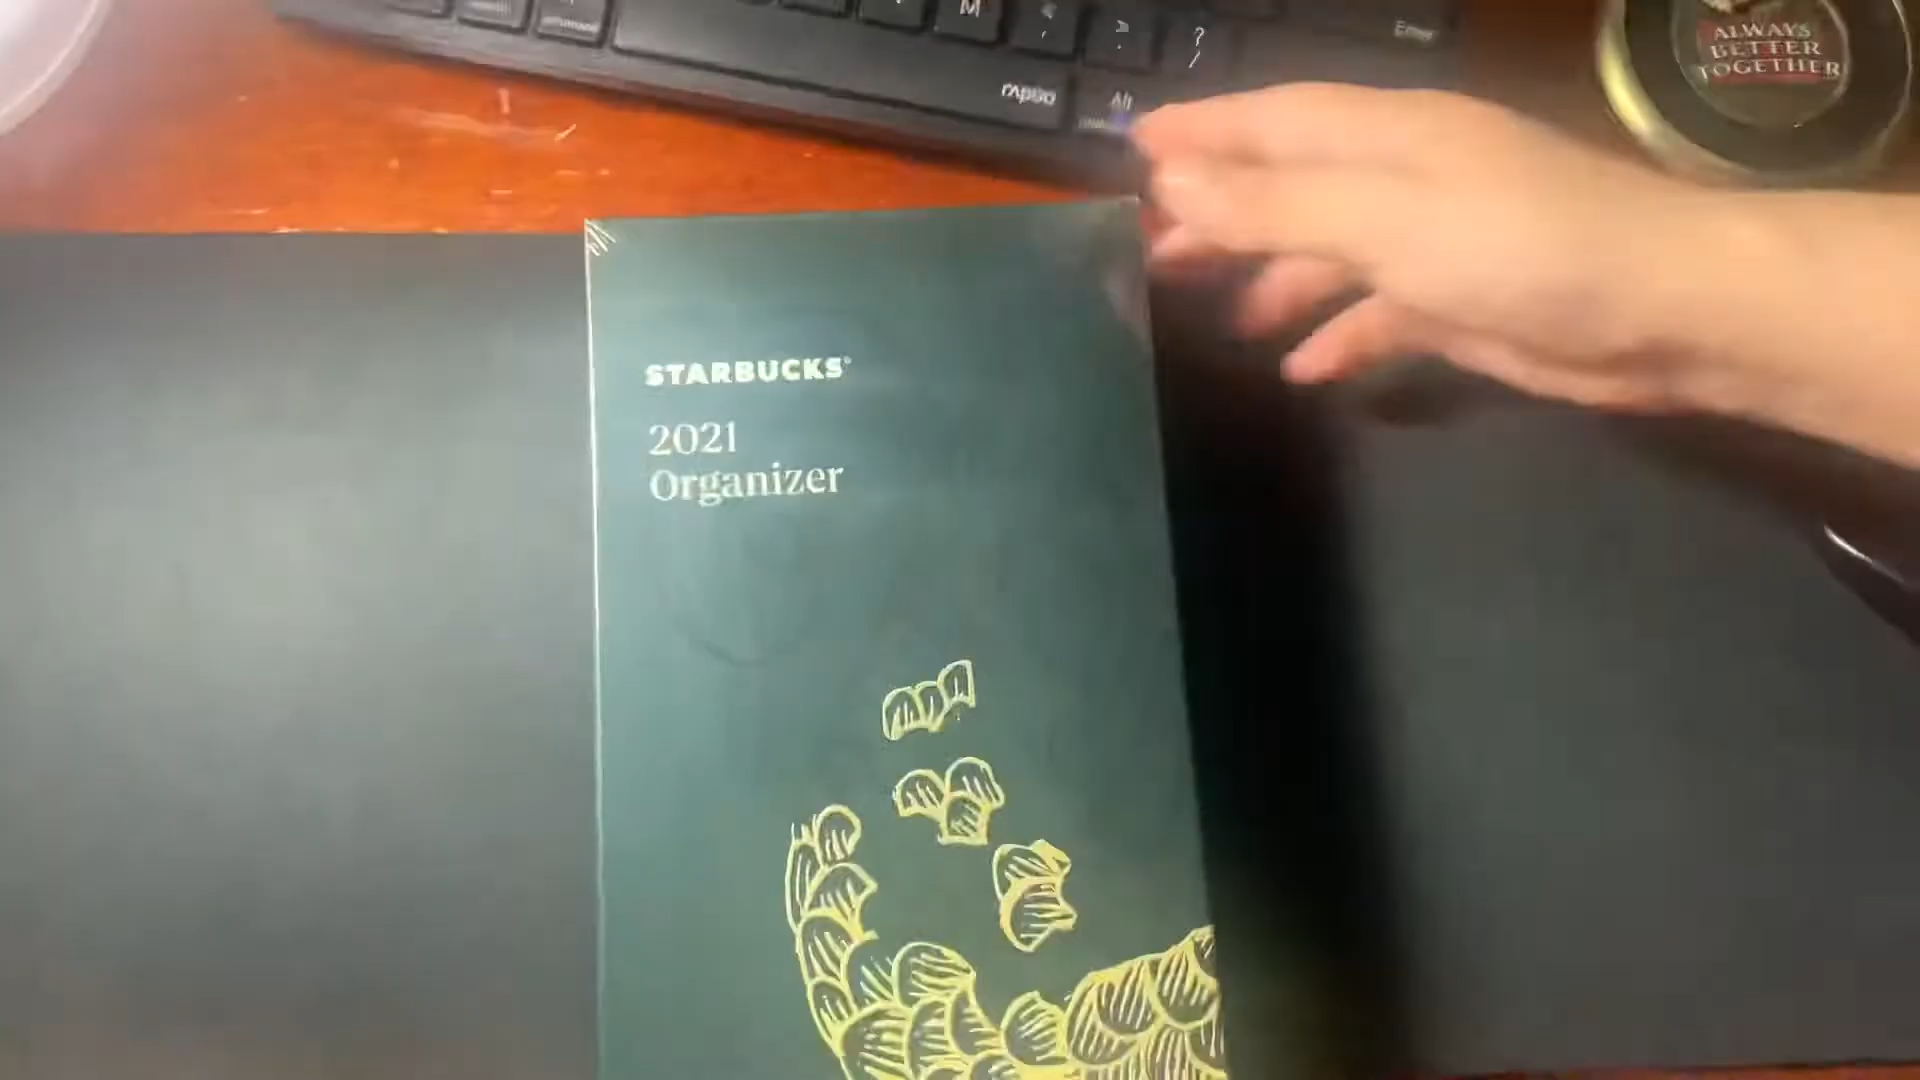 M
?
/
Enter
rapoo
Alt
ALWAYS
BETTER
TOGETHER
STARBUCKS®
2021
Organizer